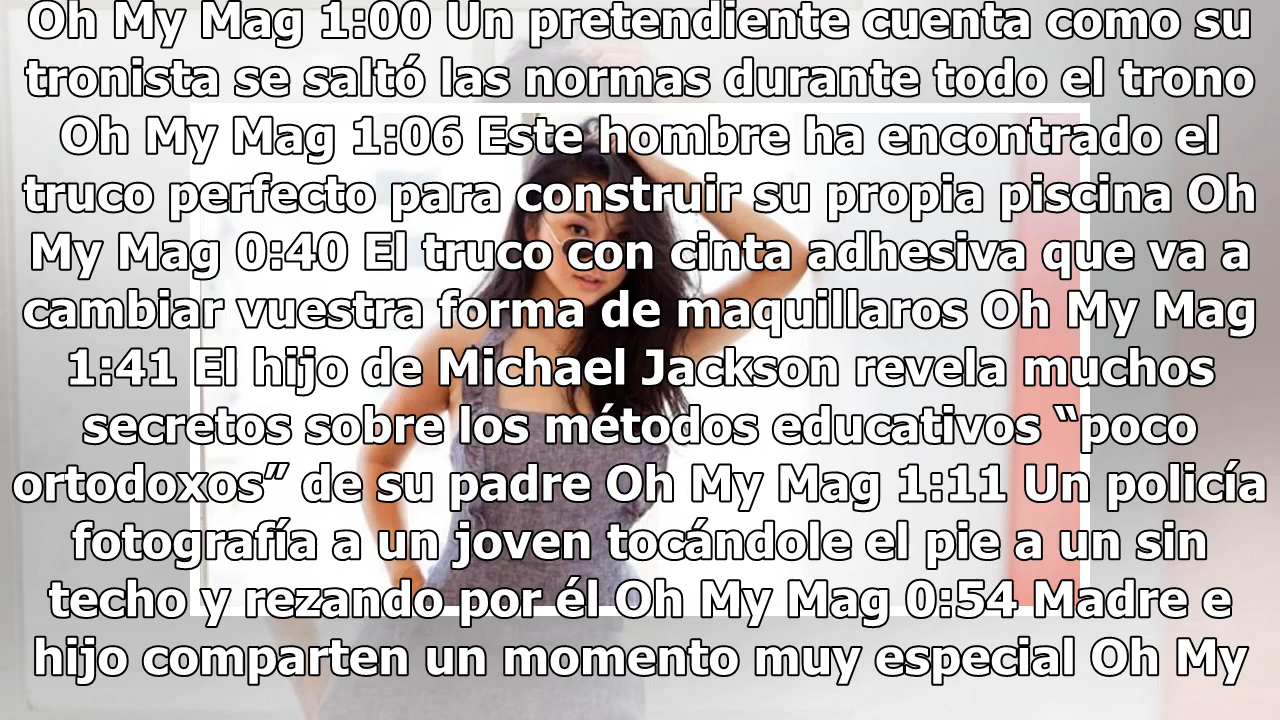 Oh My Mag 1:00 Un pretendiente cuenta como su
tronista se saltó las normas durante todo el trono
Oh My Mag 1:06 Este hombre ha encontrado el
truco perfecto para construir su propia piscina Oh
My Mag 0:40 El truco con cinta adhesiva que va a
cambiar vuestra forma de maquillaros Oh My Mag
1:41 El hijo de Michael Jackson revela muchos
secretos sobre los métodos educativos “poco
ortodoxos” de su padre Oh My Mag 1:11 Un policía
fotografía a un joven tocándole el pie a un sin
techo y rezando por él Oh My Mag 0:54 Madre e
hijo comparten un momento muy especial Oh My